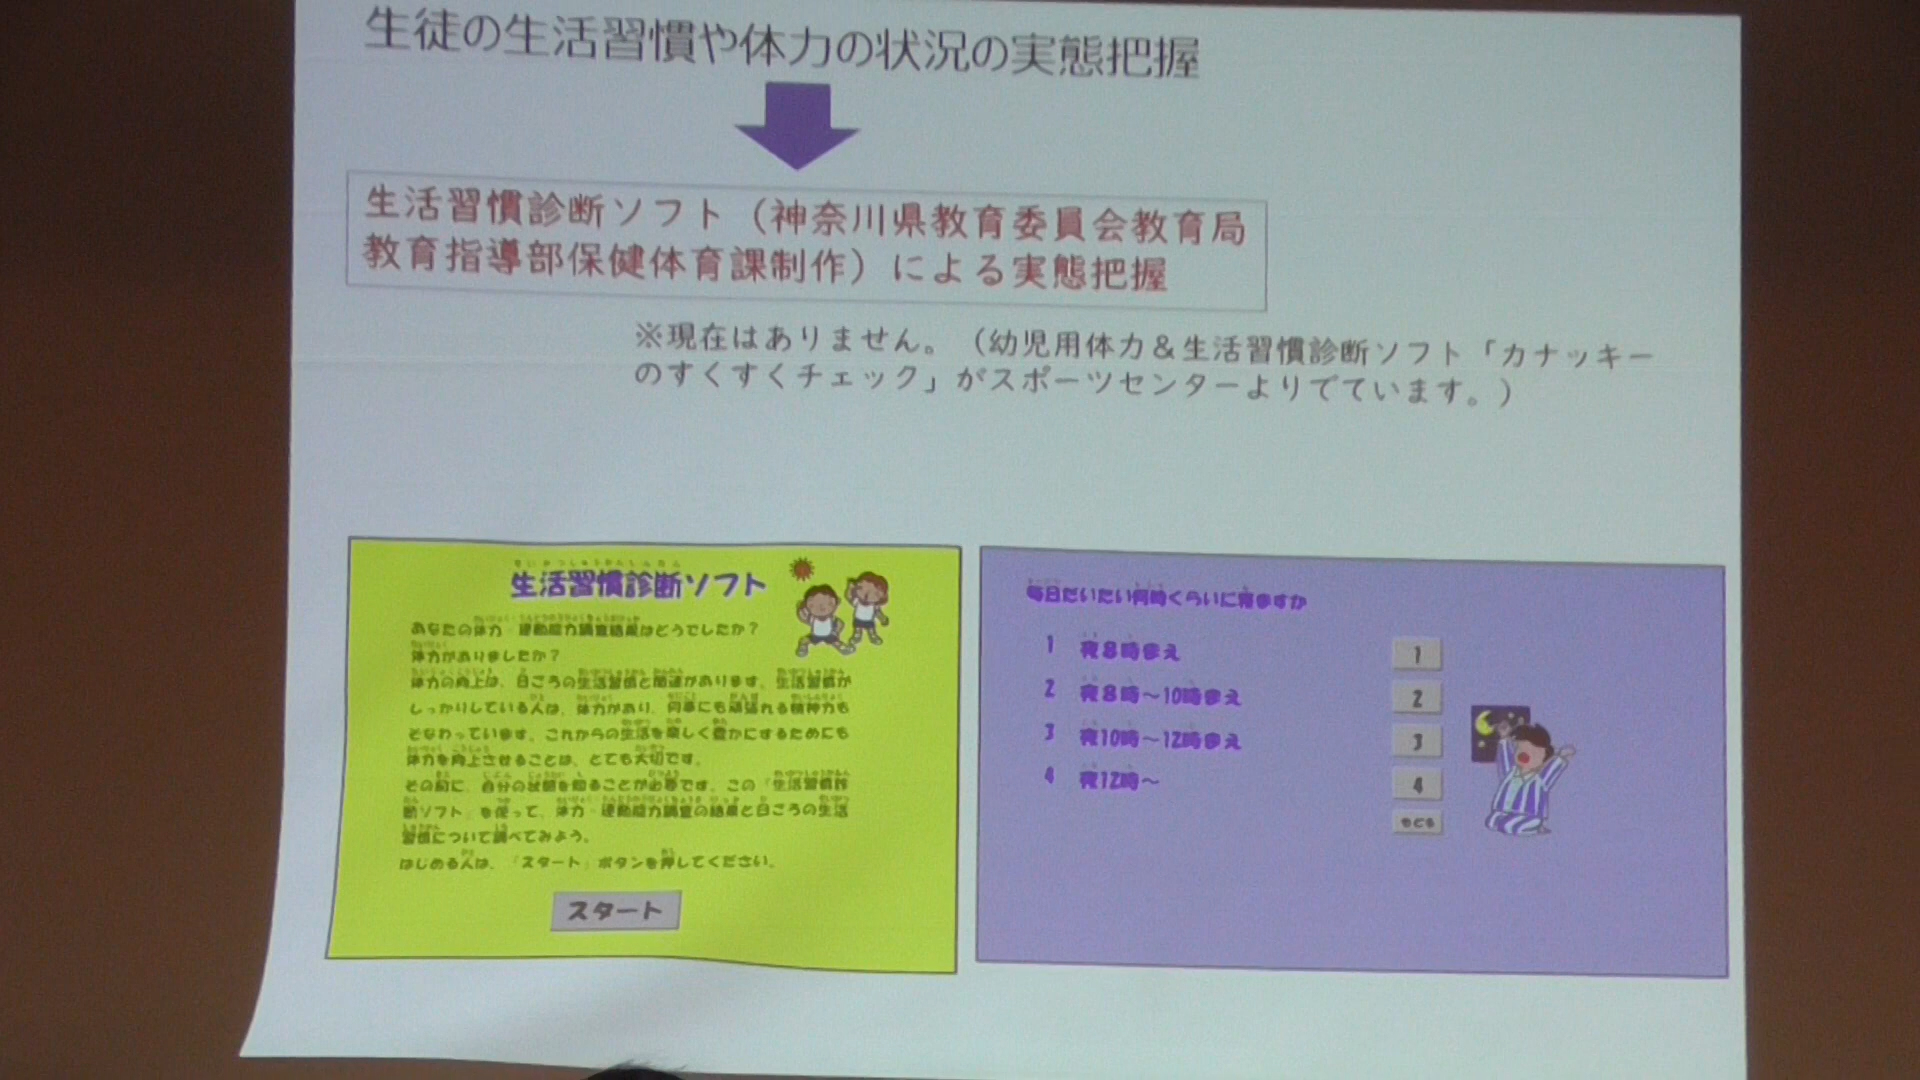 生徒の生活習慣や体力の状況の実態把握
生活習慣診断ソフト（神奈川県教育委員会教育局
教育指導部保健体育課制作）による実態把握
※現在はありません。（幼児用体力＆生活習慣診断ソフト「カナッキー
のすくすくチェック」がスポーツセンターよりでています。）
生活習慣診断ソフト
あなたの体力・運動能力調査結果はどうでしたか？
体力がありましたか？
体力の向上は、日ごろの生活習慣と関連があります。生活習慣が
しっかりしている人は、体力があり、何事にも頑張れる精神力も
そなわっています。これからの生活を楽しく豊かにするためにも
体力を向上させることは、とても大切です。
その前に、自分の状態を知ることが必要です。この「生活習慣診
断ソフト」を使って、体力・運動能力調査の結果と日ごろの生活
習慣について調べてみよう。
はじめる人は、「スタート」ボタンを押してください。
スタート
毎日だいたい何時くらいに寝ますか
1 夜8時まえ
2 夜8時～10時まえ
3 夜10時～12時まえ
4 夜12時～
1
2
3
4
もどる